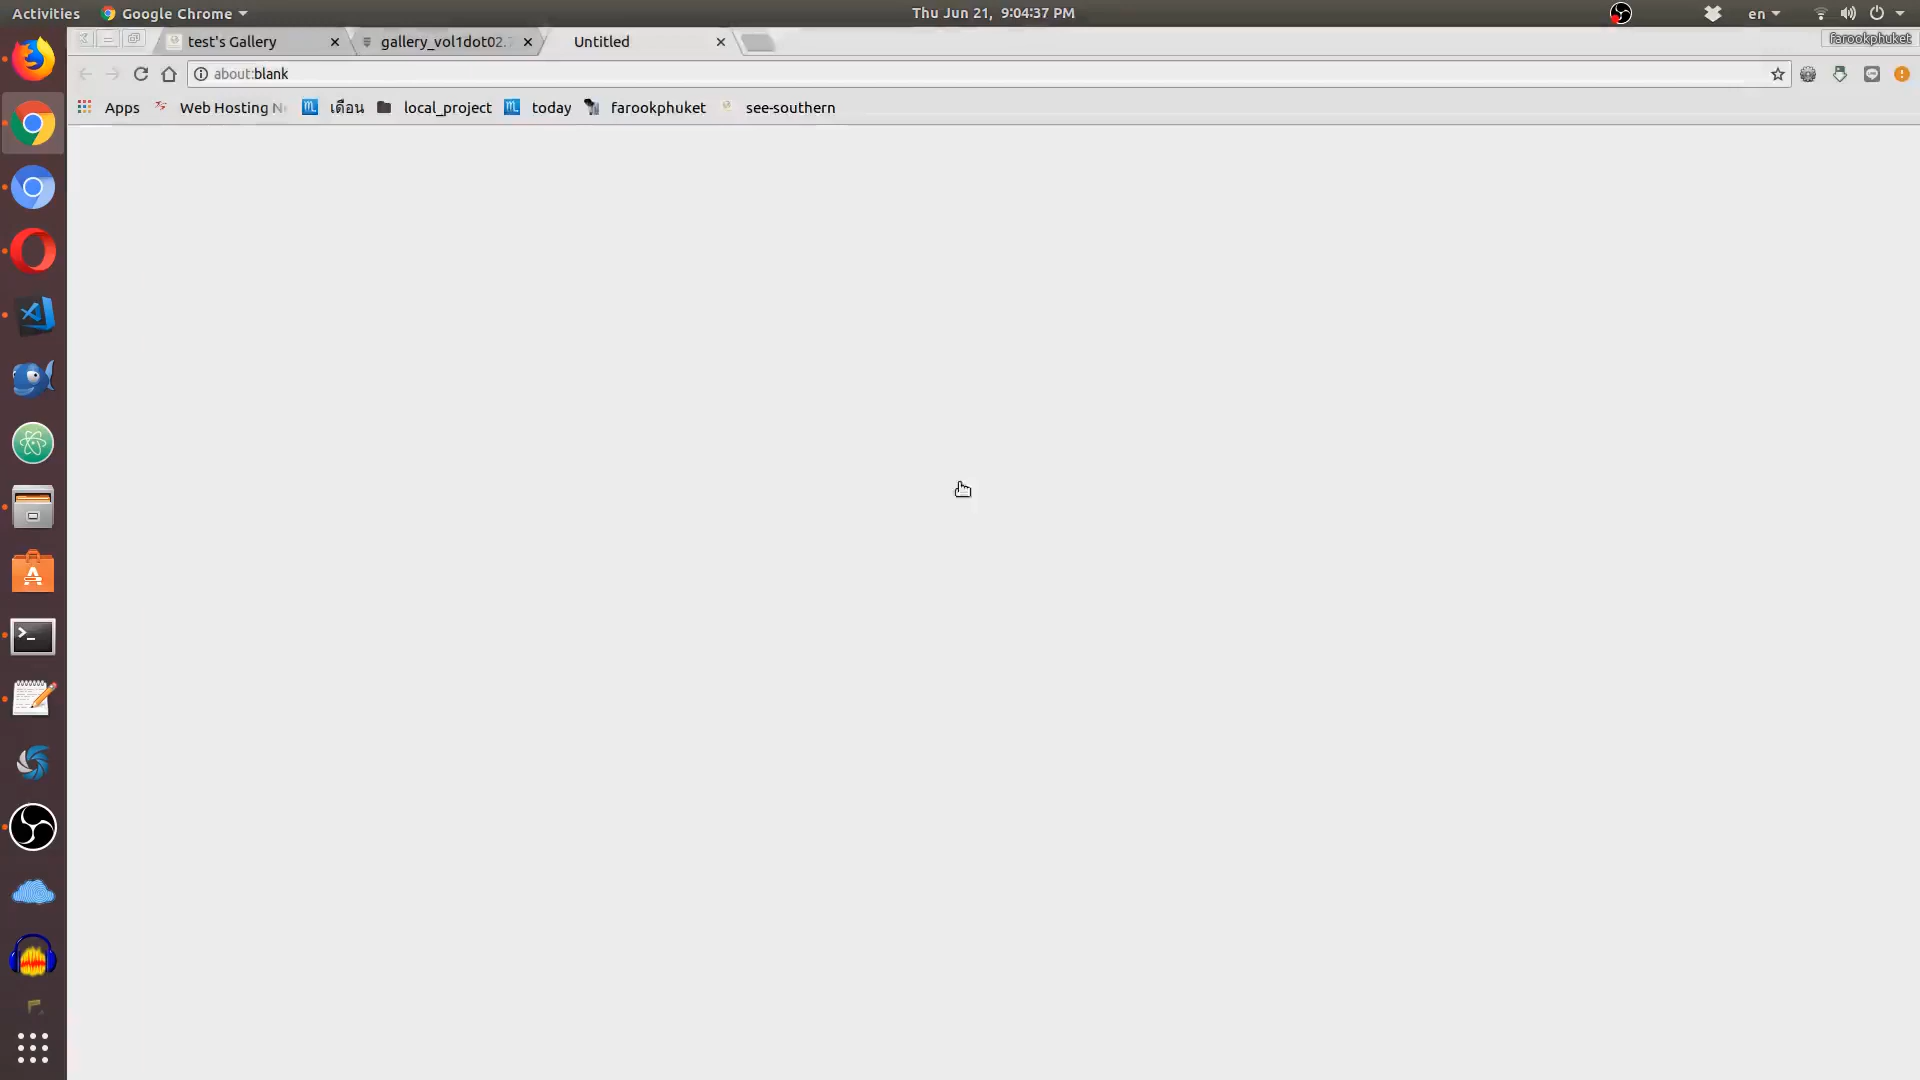 Activities
Google Chrome
Thu Jun 21, 9:04:37 PM
en
test's Gallery
gallery_vol1dot02.
Untitled
farookphuket
about:blank
Apps
Web Hosting N
เดือน
local_project
today
farookphuket
see-southern